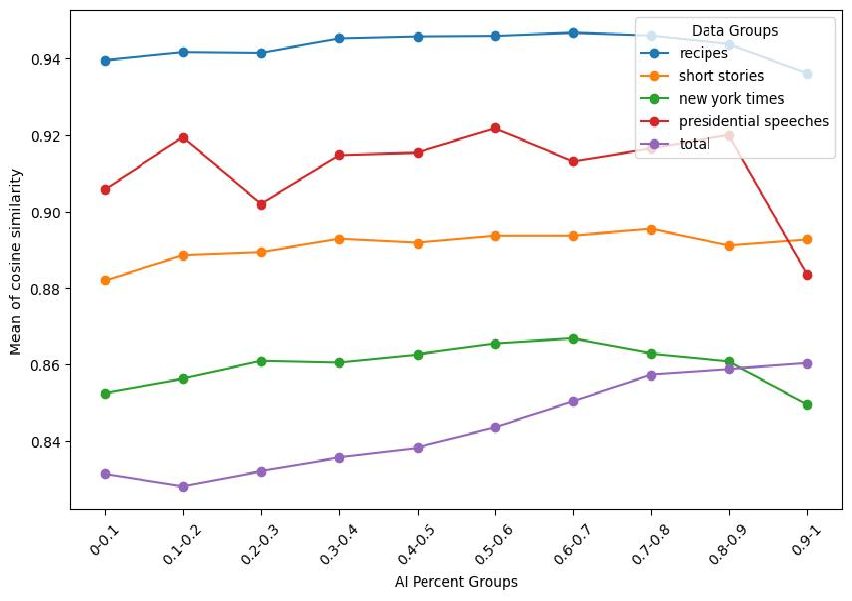 Data Groups
recipes
short stories
new york times
presidential speeches
total
Mean of cosine similarity
0.94
0.92
0.90
0.88
0.86
0.84
0-0.1
0.1-0.2
0.2-0.3
0.3-0.4
0.4-0.5
0.5-0.6
0.6-0.7
0.7-0.8
0.8-0.9
0.9-1
AI Percent Groups